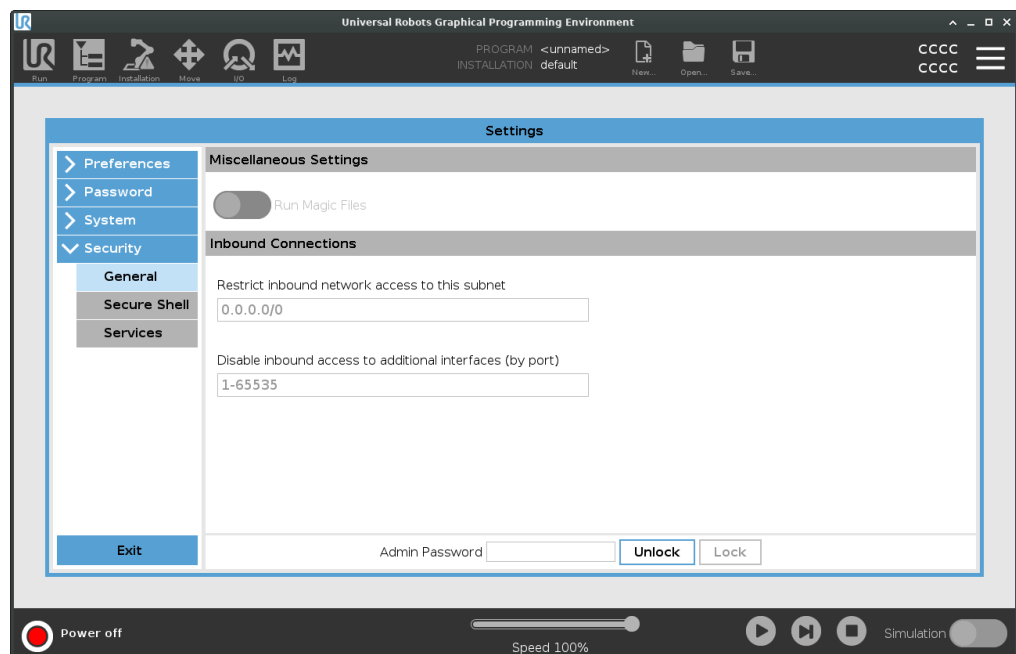 Universal Robots Graphical Programming Environment
PROGRAM <unnamed>
INSTALLATION default
CCCC
CCCC
Run Program Installation Move I/O Log New... Open... Save...
Settings
Preferences
Password
System
Security
General
Secure Shell
Services
Exit
Miscellaneous Settings
Run Magic Files
Inbound Connections
Restrict inbound network access to this subnet
0.0.0.0/0
Disable inbound access to additional interfaces (by port)
1-65535
Admin Password Unlock Lock
Power off
Speed 100%
Simulation